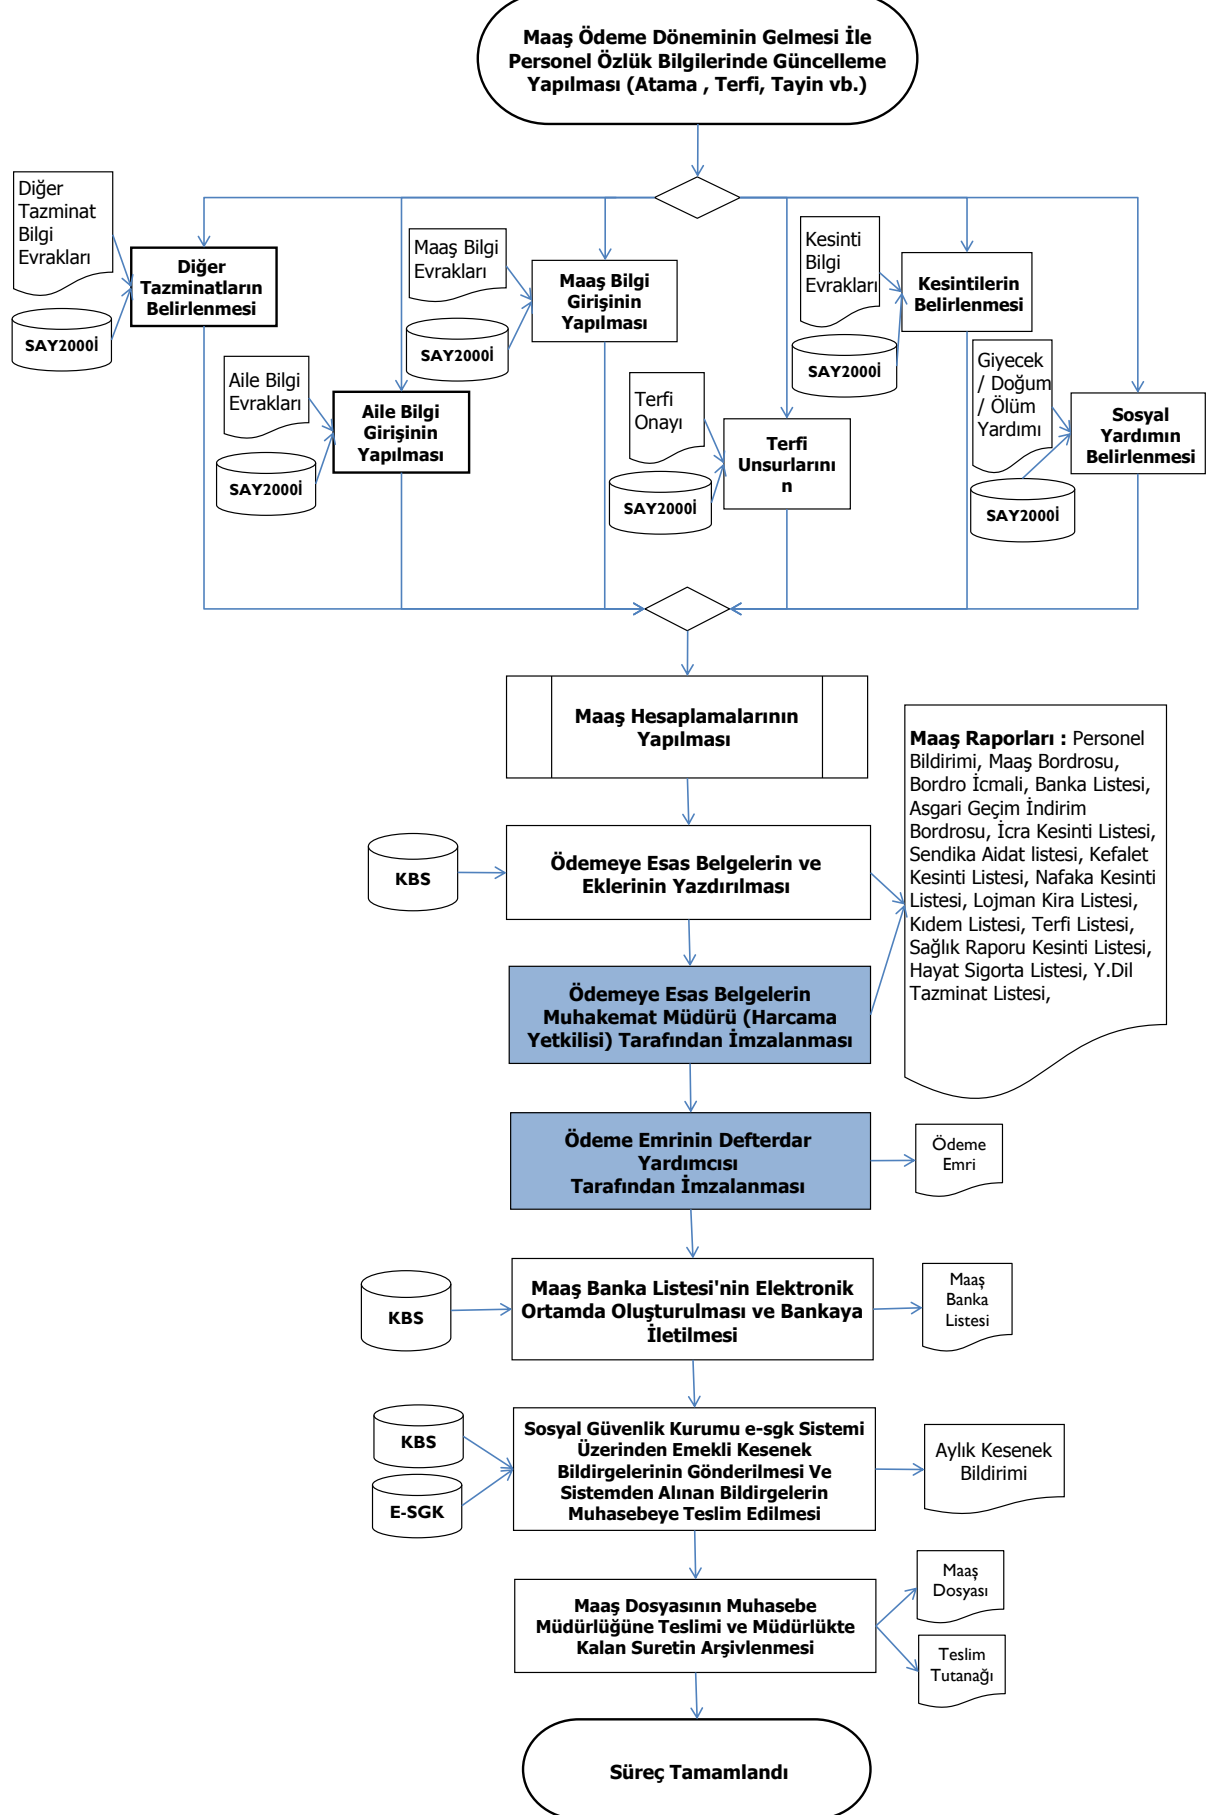 Maaş Ödeme Döneminin Gelmesi İle
Personel Özlük Bilgilerinde Güncelleme
Yapılması (Atama , Terfi, Tayin vb.)
Diğer
Tazminat
Bilgi
Evrakları
SAY2000İ
Diğer
Tazminatların
Belirlenmesi
Aile Bilgi
Evrakları
SAY2000İ
Aile Bilgi
Girişinin
Yapılması
Maaş Bilgi
Evrakları
SAY2000İ
Maaş Bilgi
Girişinin
Yapılması
Terfi
Onayı
SAY2000İ
Terfi
Unsurlarını
n
Kesinti
Bilgi
Evrakları
SAY2000İ
Kesintilerin
Belirlenmesi
Giyecek
/ Doğum
/ Ölüm
Yardımı
SAY2000İ
Sosyal
Yardımın
Belirlenmesi
Maaş Hesaplamalarının
Yapılması
KBS
Ödemeye Esas Belgelerin ve
Eklerinin Yazdırılması
Maaş Raporları : Personel
Bildirimi, Maaş Bordrosu,
Bordro İcmali, Banka Listesi,
Asgari Geçim İndirim
Bordrosu, İcra Kesinti Listesi,
Sendika Aidat listesi, Kefalet
Kesinti Listesi, Nafaka Kesinti
Listesi, Lojman Kira Listesi,
Kıdem Listesi, Terfi Listesi,
Sağlık Raporu Kesinti Listesi,
Hayat Sigorta Listesi, Y.Dil
Tazminat Listesi,
Ödemeye Esas Belgelerin
Muhakemat Müdürü (Harcama
Yetkilisi) Tarafından İmzalanması
Ödeme Emrinin Defterdar
Yardımcısı
Tarafından İmzalanması
Ödeme
Emri
KBS
Maaş Banka Listesi'nin Elektronik
Ortamda Oluşturulması ve Bankaya
İletilmesi
Maaş
Banka
Listesi
KBS
E-SGK
Sosyal Güvenlik Kurumu e-sgk Sistemi
Üzerinden Emekli Kesenek
Bildirgelerinin Gönderilmesi Ve
Sistemden Alınan Bildirgelerin
Muhasebeye Teslim Edilmesi
Aylık Kesenek
Bildirimi
Maaş Dosyasının Muhasebe
Müdürlüğüne Teslimi ve Müdürlükte
Kalan Suretin Arşivlenmesi
Maaş
Dosyası
Teslim
Tutanağı
Süreç Tamamlandı